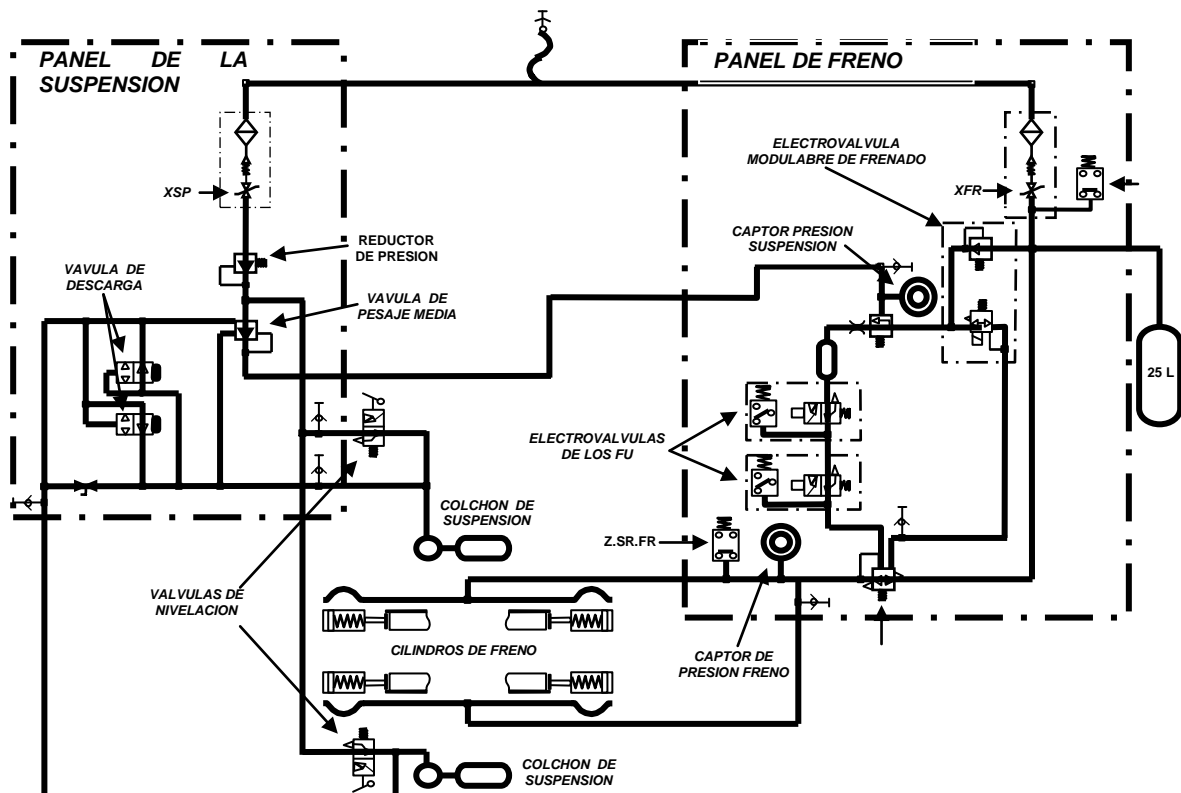 PANEL DE LA
SUSPENSION
PANEL DE FRENO
ELECTROVALVULA
MODULABRE DE FRENADO
XSP
XFR
CAPTOR PRESION
SUSPENSION
REDUCTOR
DE PRESION
VAVULA DE
DESCARGA
VAVULA DE
PESAJE MEDIA
25 L
ELECTROVALVULAS
DE LOS FU
COLCHON DE
SUSPENSION
Z.SR.FR
VALVULAS DE
NIVELACION
CILINDROS DE FRENO
CAPTOR DE
PRESION FRENO
COLCHON DE
SUSPENSION